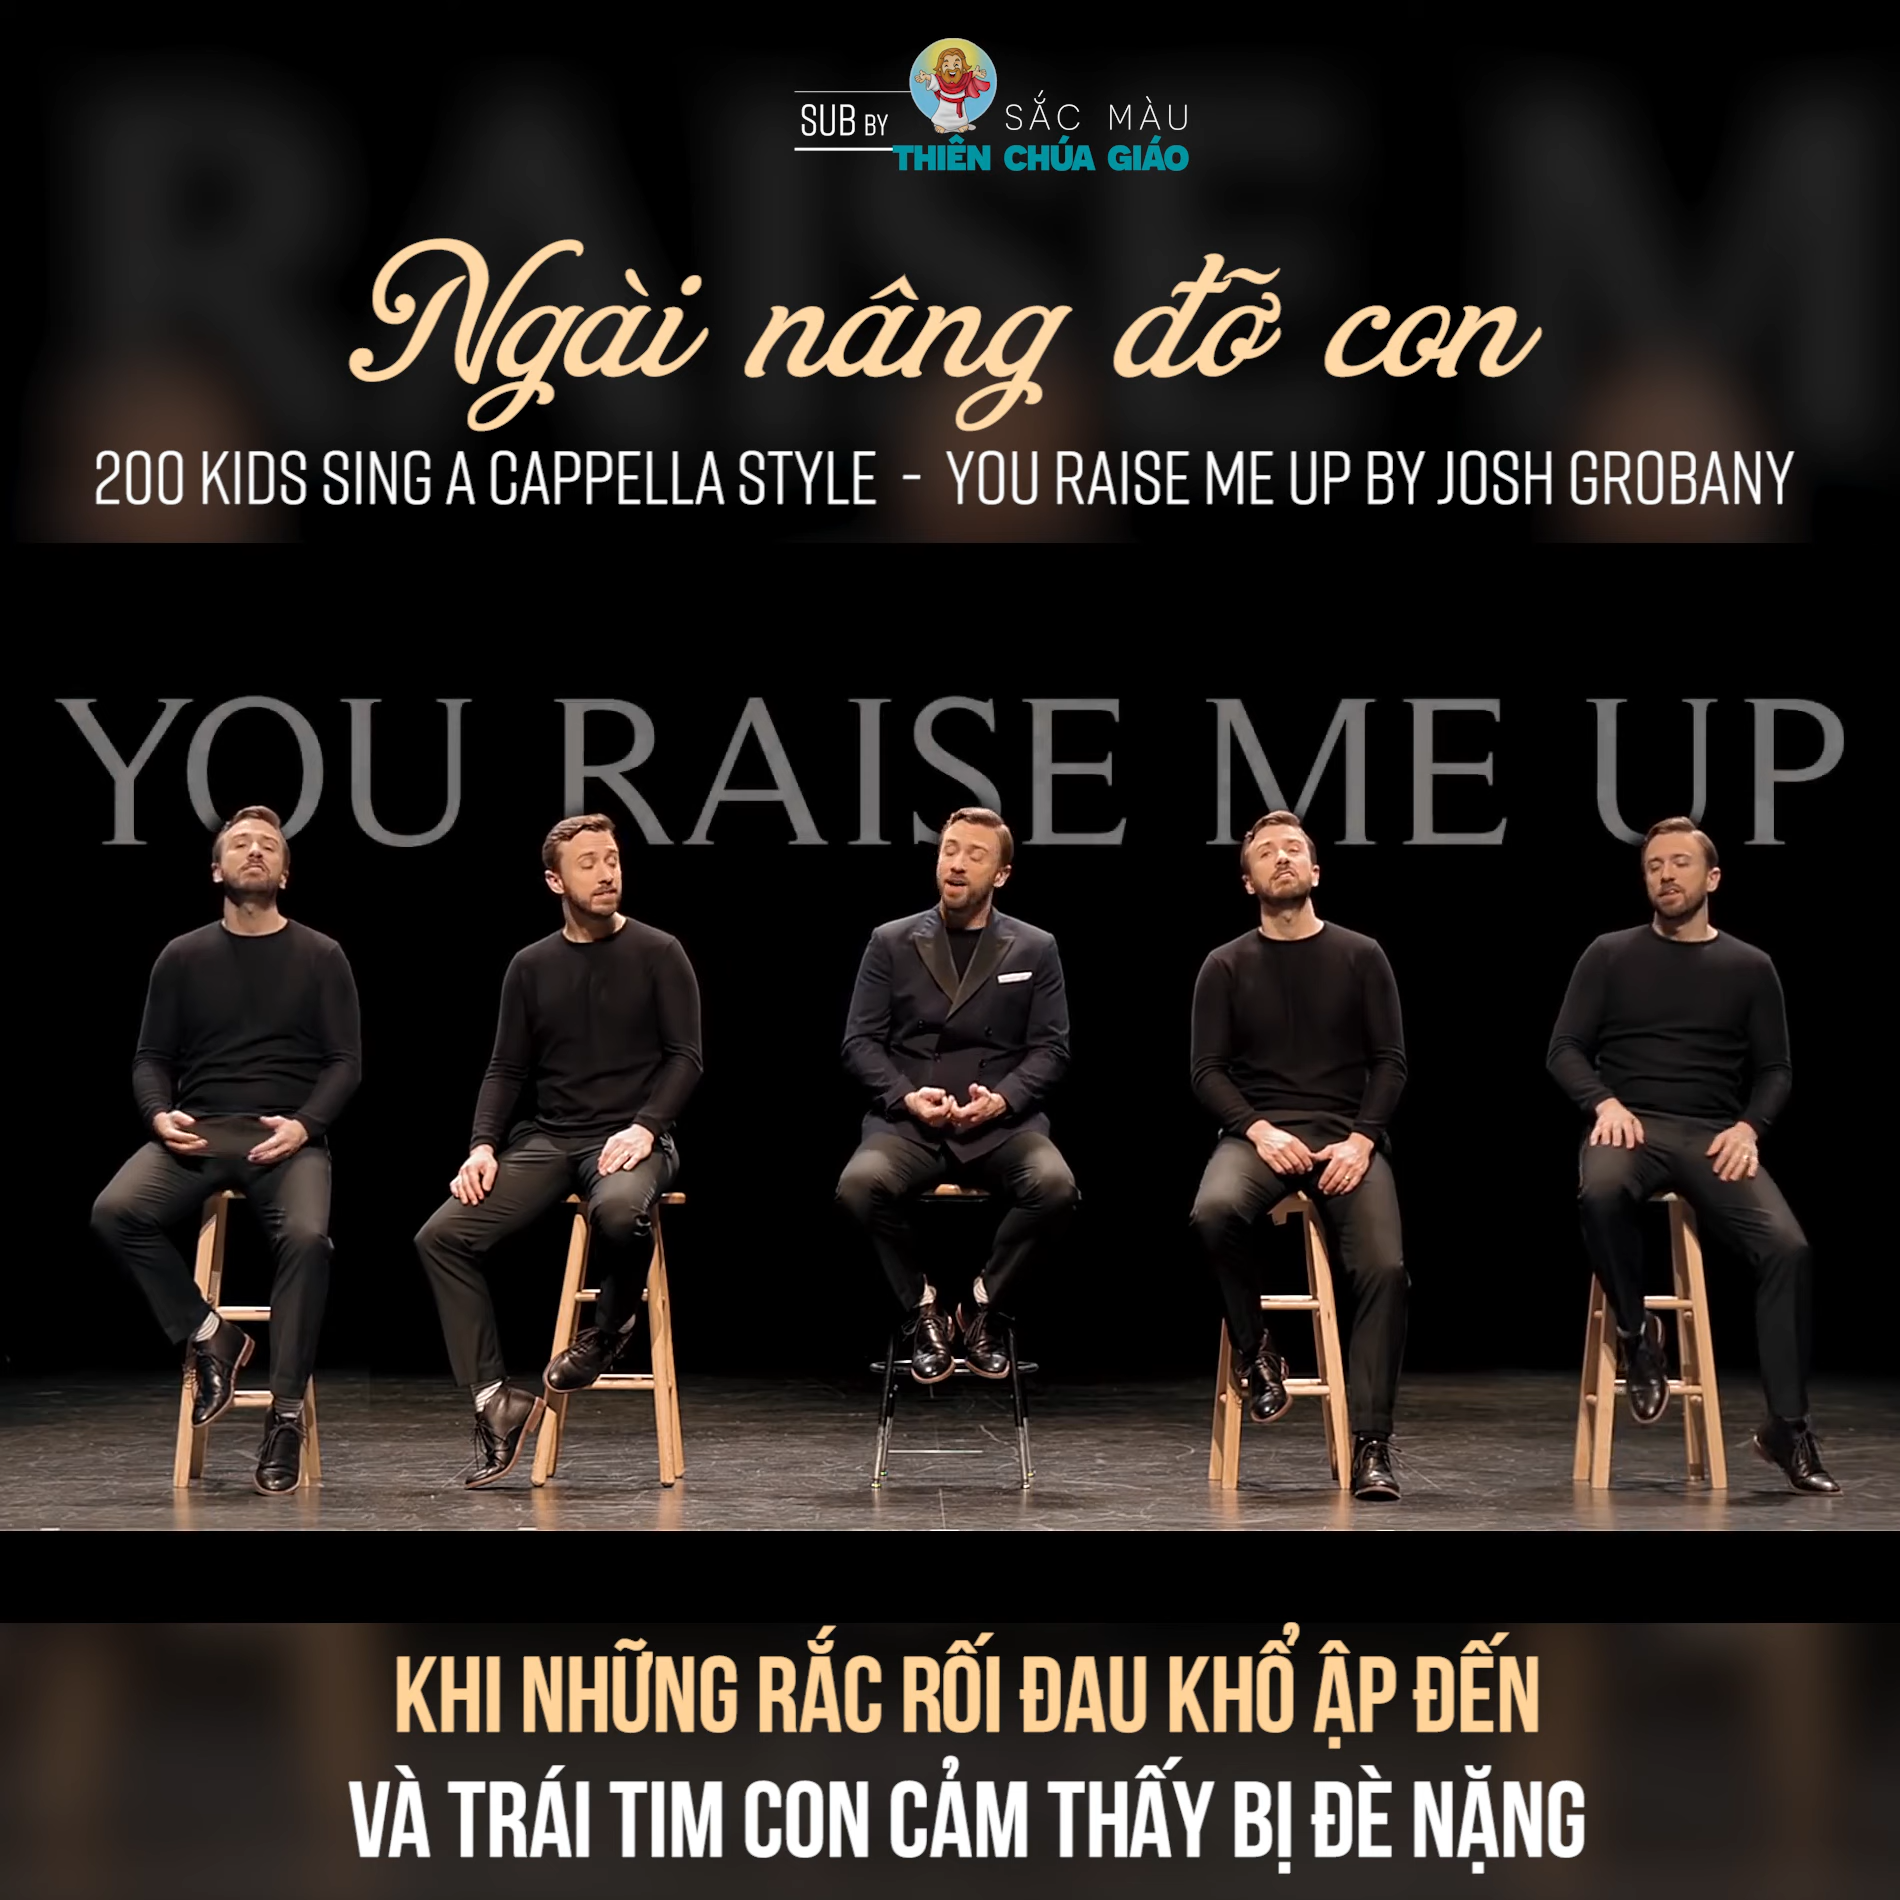 SUB BY
SẮC MÀU
THIÊN CHÚA GIÁO
Ngài nâng đỡ con
200 KIDS SING A CAPPELLA STYLE - YOU RAISE ME UP BY JOSH GROBANY
YOU RAISE ME UP
KHI NHỮNG RẮC RỐI ĐAU KHỔ ẬP ĐẾN
VÀ TRÁI TIM CON CẢM THẤY BỊ ĐÈ NẶNG